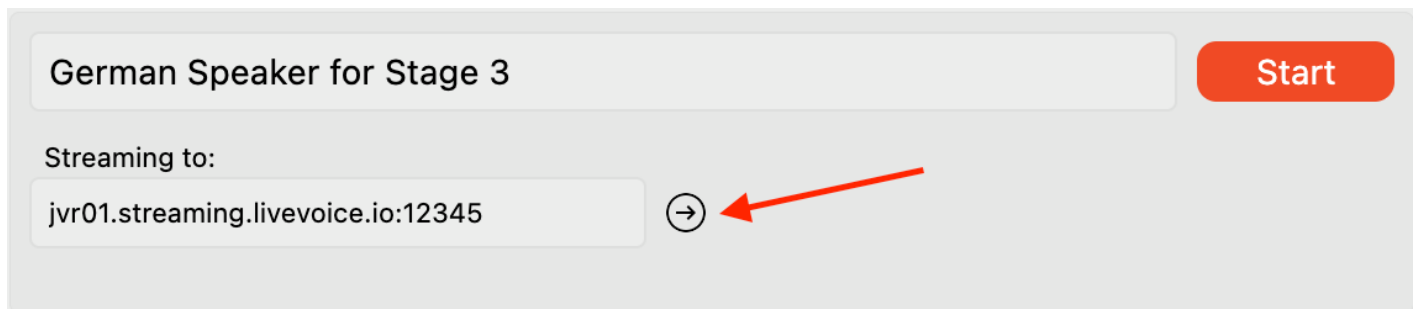 German Speaker for Stage 3
Start
Streaming to:
jvr01.streaming.livevoice.io:12345